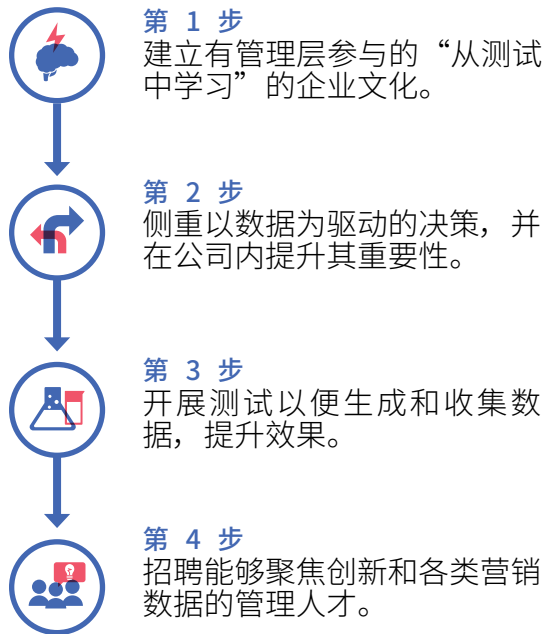 第 1 步
建立有管理层参与的“从测试
中学习”的企业文化。
第 2 步
侧重以数据为驱动的决策，并
在公司内提升其重要性。
第 3 步
开展测试以便生成和收集数
据，提升效果。
第 4 步
招聘能够聚焦创新和各类营销
数据的管理人才。